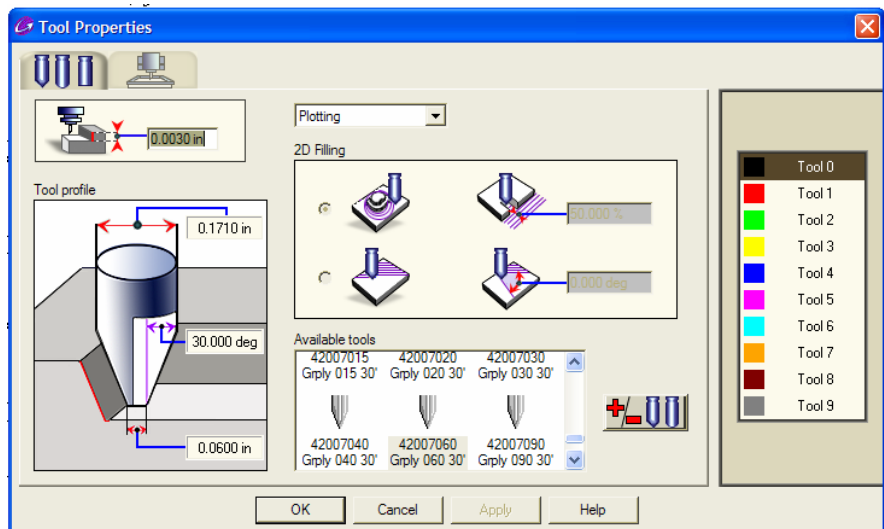 Tool Properties
0.0030 in
Plotting
2D Filling
50.000 %
0.000 deg
Tool profile
0.1710 in
30.000 deg
0.0600 in
Available tools
42007015 42007020 42007030
Grply 015 30' Grply 020 30' Grply 030 30'
42007040 42007060 42007090
Grply 040 30' Grply 060 30' Grply 090 30'
Tool 0
Tool 1
Tool 2
Tool 3
Tool 4
Tool 5
Tool 6
Tool 7
Tool 8
Tool 9
OK Cancel Apply Help